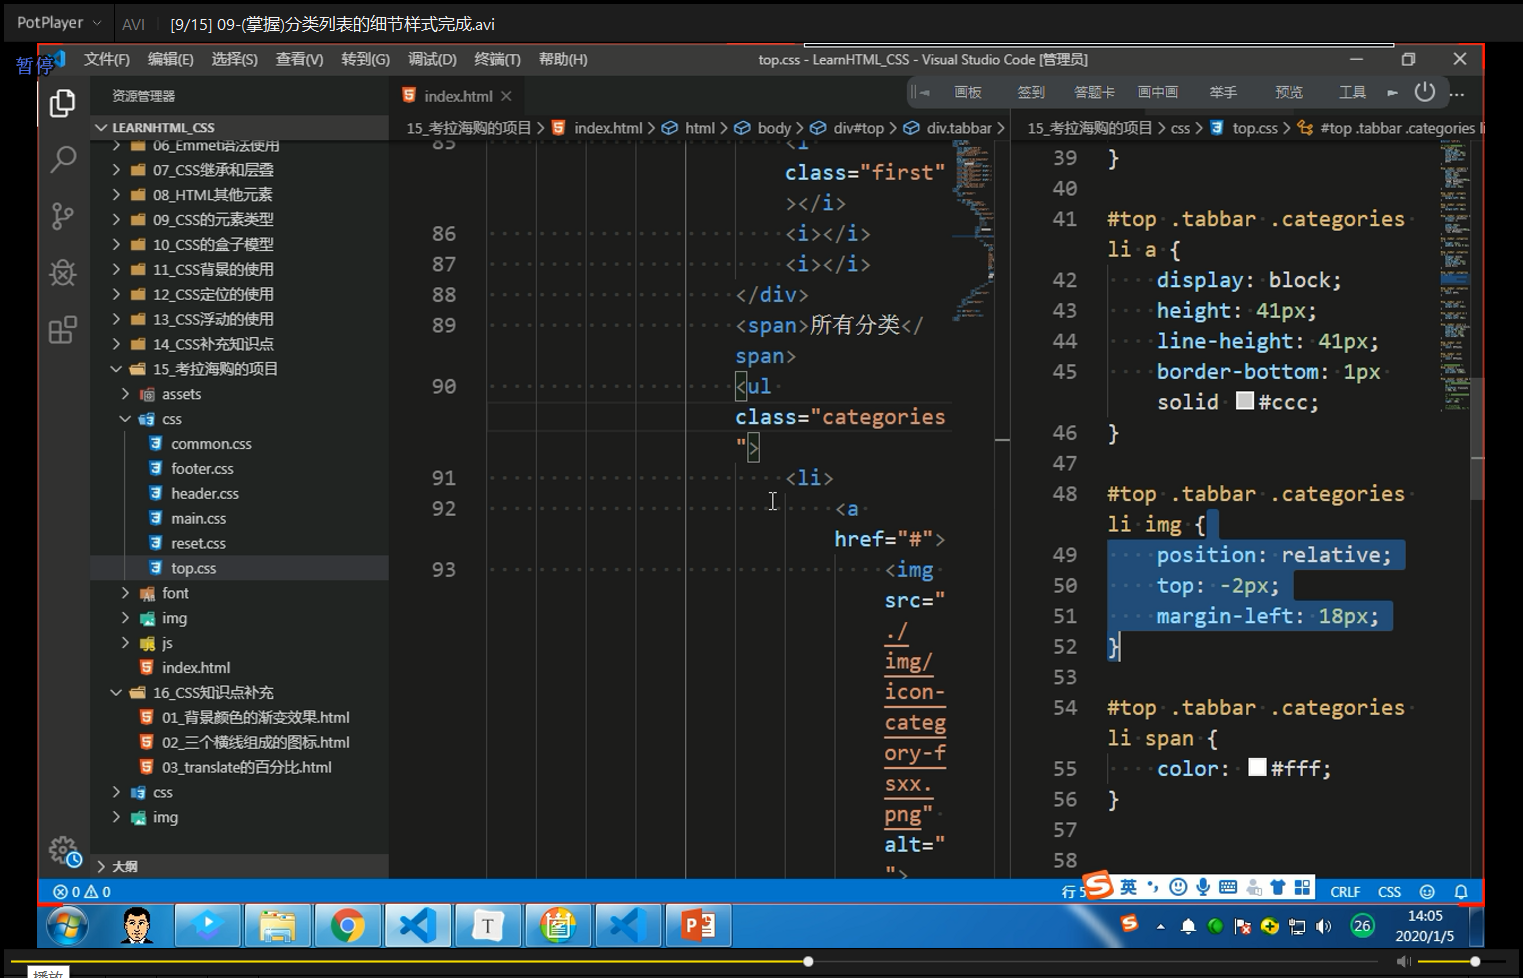 PotPlayer
AVI
[9/15] 09-(掌握)分类列表的细节样式完成.avi
暂停
文件(F) 编辑(E) 选择(S) 查看(V) 转到(G) 调试(D) 终端(T) 帮助(H)
top.css - LearnHTML_CSS - Visual Studio Code [管理员]
资源管理器
index.html
画板 签到 答题卡 画中画 举手 预览 工具
LEARNHTML_CSS
15_考拉海购的项目 > index.html > html > body > div#top > div.tabbar >
15_考拉海购的项目 > css > top.css > #top .tabbar .categories li
06_Emmet语法使用
07_CSS继承和层叠
08_HTML其他元素
09_CSS的元素类型
10_CSS的盒子模型
11_CSS背景的使用
12_CSS定位的使用
13_CSS浮动的使用
14_CSS补充知识点
15_考拉海购的项目
assets
css
common.css
footer.css
header.css
main.css
reset.css
top.css
font
img
js
index.html
16_CSS知识点补充
01_背景颜色的渐变效果.html
02_三个横线组成的图标.html
03_translate的百分比.html
css
img
大纲
85 <i
class="first"
></i>
86 <i></i>
87 <i></i>
88 </div>
89 <span>所有分类</
span>
90 <ul
class="categories
">
91 <li>
92 <a
href="#">
93 <img
src="
./
img/
icon-
categ
ory-f
sxx.
png"
alt="
">
39 }
40
41 #top .tabbar .categories
li a {
42 display: block;
43 height: 41px;
44 line-height: 41px;
45 border-bottom: 1px
solid #ccc;
46 }
47
48 #top .tabbar .categories
li img {
49 position: relative;
50 top: -2px;
51 margin-left: 18px;
52 }
53
54 #top .tabbar .categories
li span {
55 color: #fff;
56 }
57
58
0 0
行 5
英
CRLF CSS
T
26
14:05
2020/1/5
播放